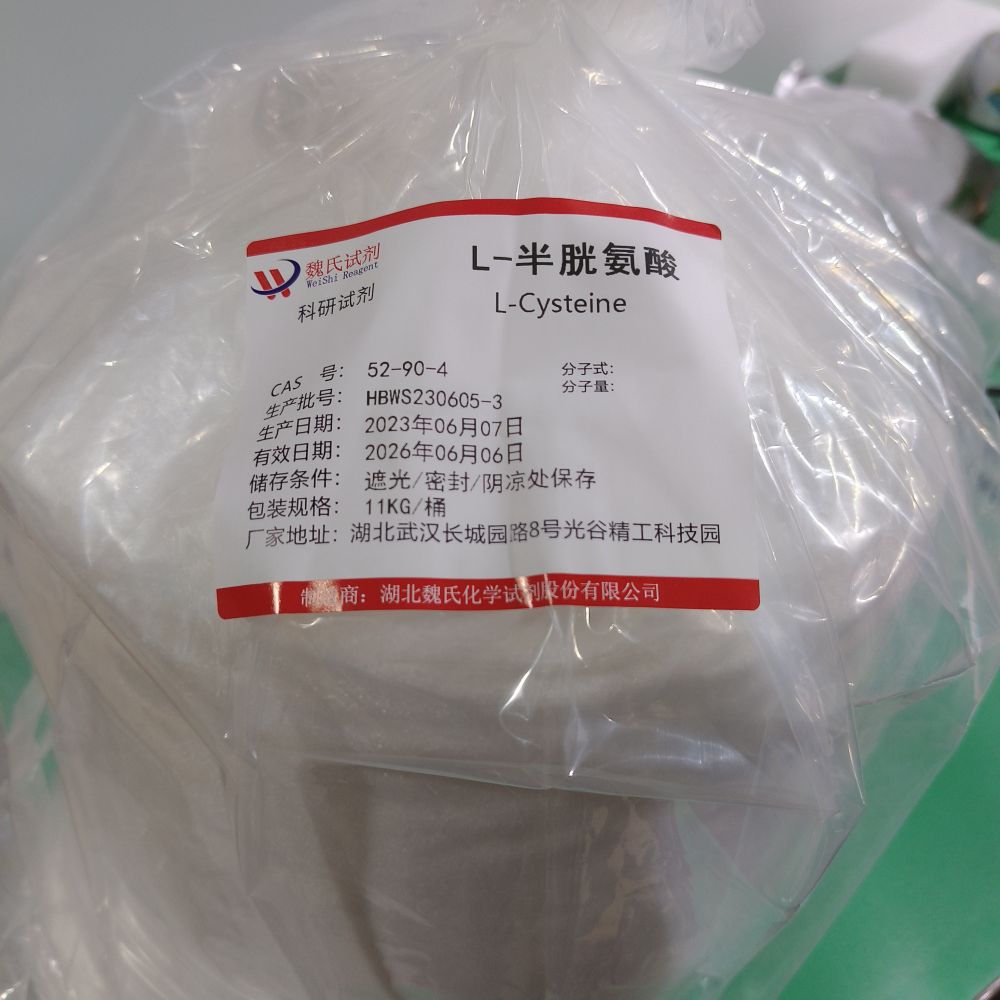 魏氏试剂
WeiShi Reagent
科研试剂
L-半胱氨酸
L-Cysteine
CAS 号: 52-90-4
分子式:
分子量:
生产批号: HBWS230605-3
生产日期: 2023年06月07日
有效日期: 2026年06月06日
储存条件: 遮光/密封/阴凉处保存
包装规格: 11KG/桶
厂家地址: 湖北武汉长城园路8号光谷精工科技园
制造商: 湖北魏氏化学试剂股份有限公司